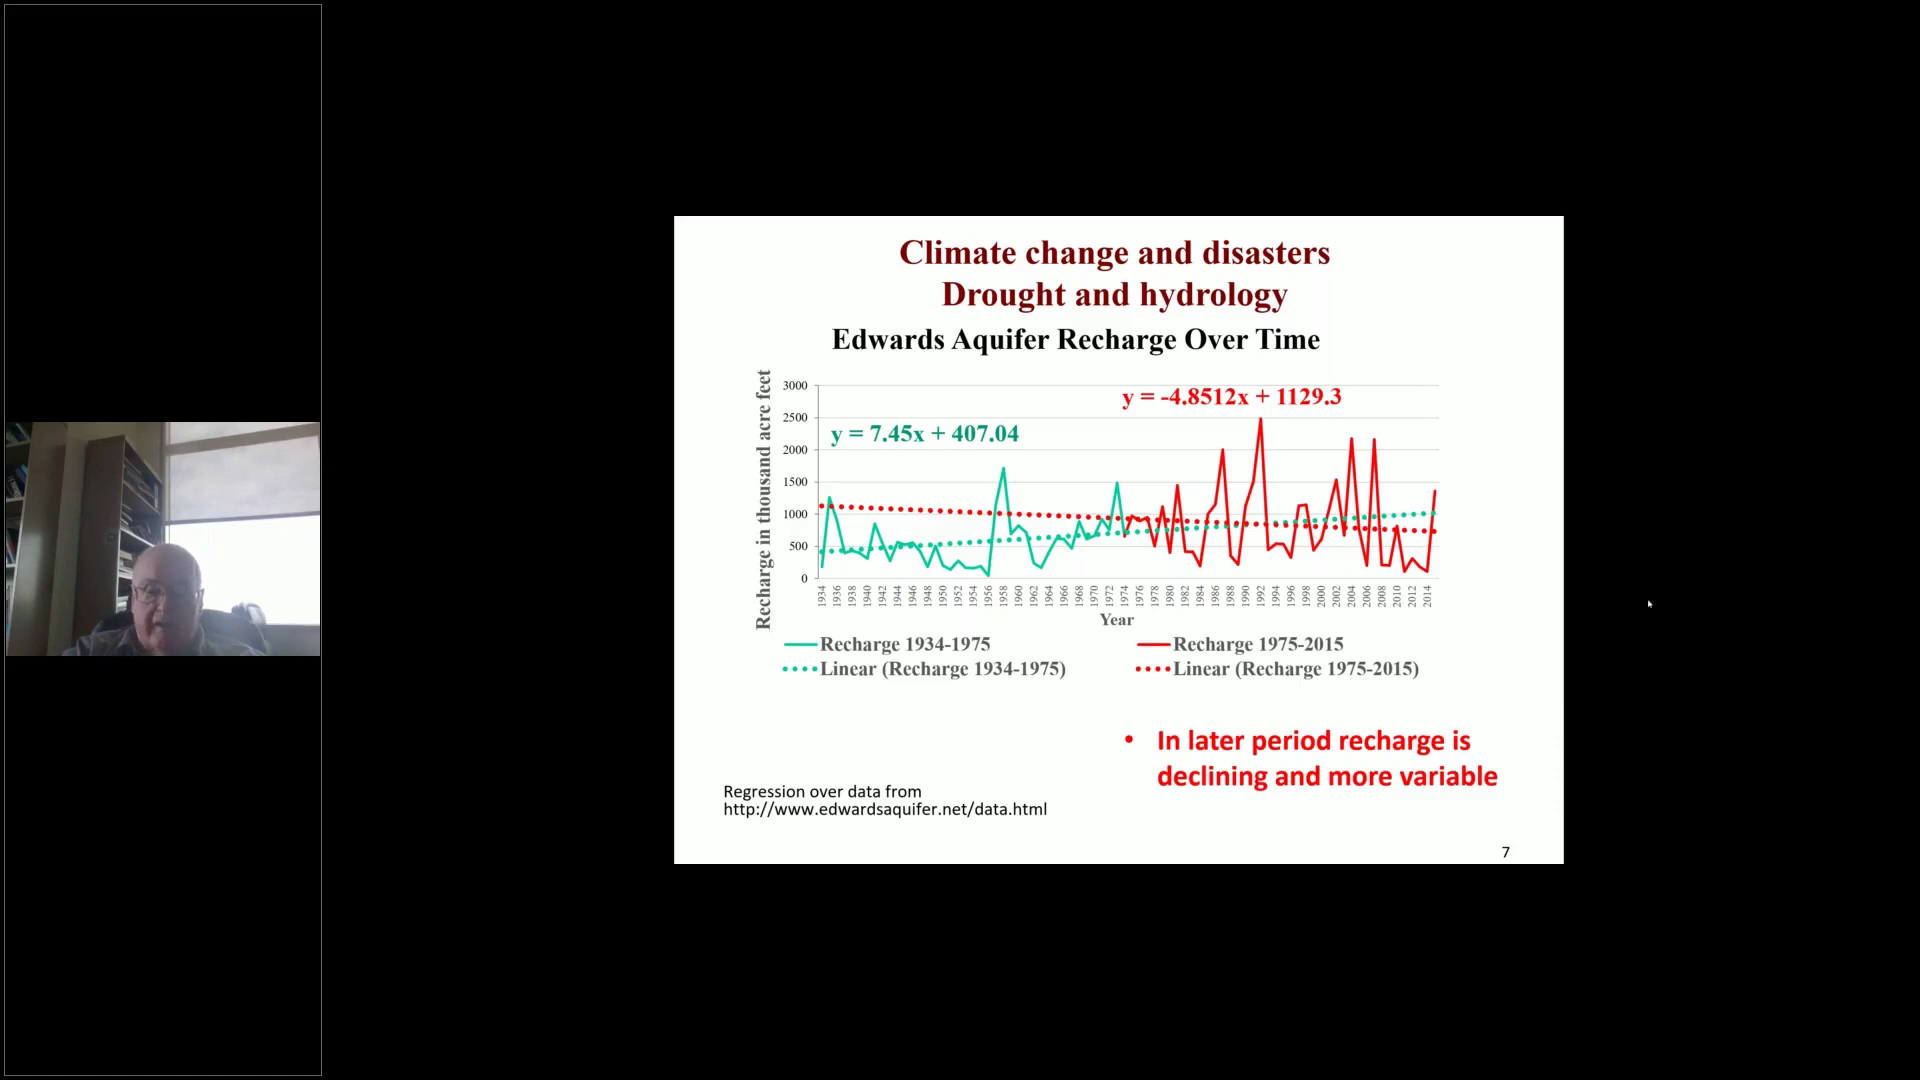 Climate change and disasters
Drought and hydrology
Edwards Aquifer Recharge Over Time
Recharge in thousand acre feet
3000
2500
2000
1500
1000
500
0
y = 7.45x + 407.04
y = -4.8512x + 1129.3
1934 1936 1938 1940 1942 1944 1946 1948 1950 1952 1954 1956 1958 1960 1962 1964 1966 1968 1970 1972 1974 1976 1978 1980 1982 1984 1986 1988 1990 1992 1994 1996 1998 2000 2002 2004 2006 2008 2010 2012 2014
Year
Recharge 1934-1975
Recharge 1975-2015
Linear (Recharge 1934-1975)
Linear (Recharge 1975-2015)
• In later period recharge is
declining and more variable
Regression over data from
http://www.edwardsaquifer.net/data.html
7